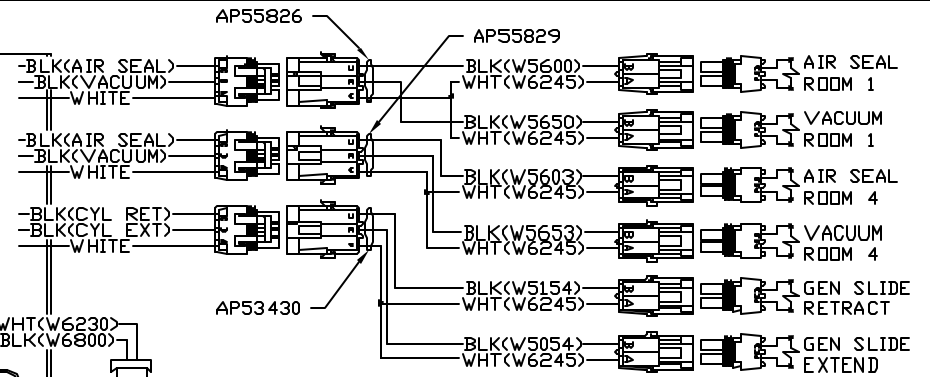 AP55826
AP55829
BLK(AIR SEAL)
BLK(VACUUM)
WHITE
BLK(W5600)
WHT(W6245)
AIR SEAL
ROOM 1
BLK(W5650)
WHT(W6245)
VACUUM
ROOM 1
BLK(AIR SEAL)
BLK(VACUUM)
WHITE
BLK(W5603)
WHT(W6245)
AIR SEAL
ROOM 4
BLK(CYL RET)
BLK(CYL EXT)
WHITE
BLK(W5653)
WHT(W6245)
VACUUM
ROOM 4
AP53430
BLK(W5154)
WHT(W6245)
GEN SLIDE
RETRACT
WHT(W6230)
BLK(W6800)
BLK(W5054)
WHT(W6245)
GEN SLIDE
EXTEND